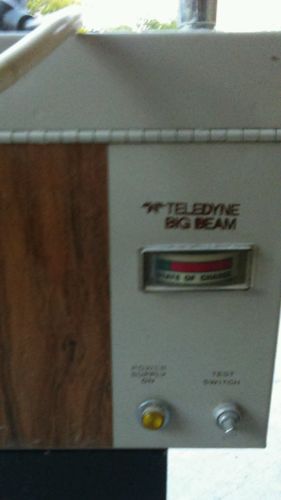 TELEDYNE
BIG BEAM
STATE OF CHARGE
POWER
SUPPLY
ON
TEST
SWITCH